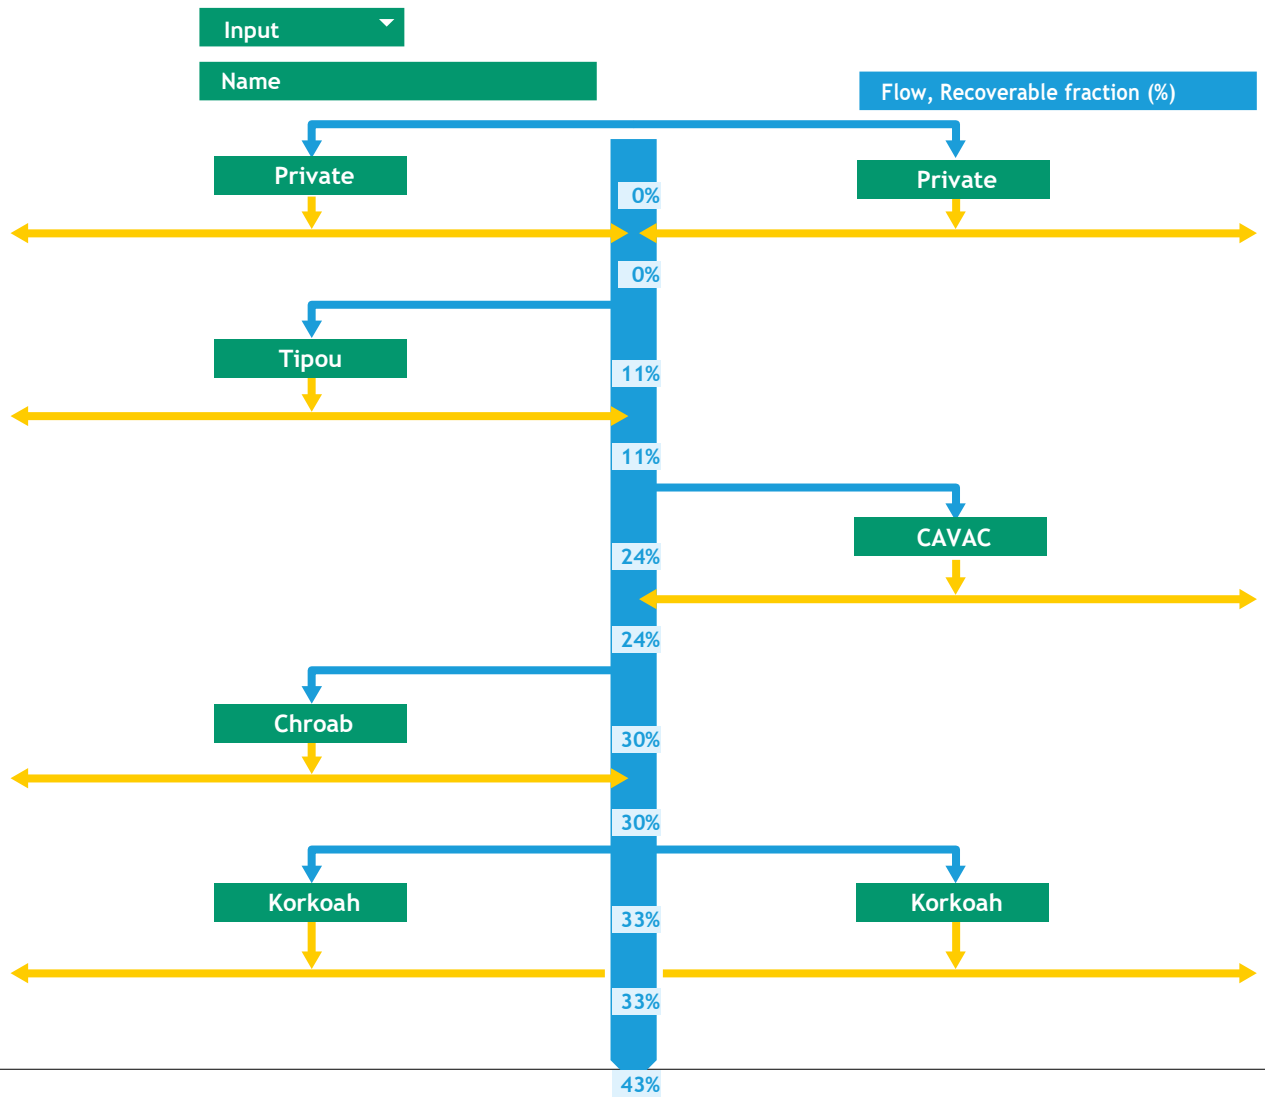 Input
Name
Flow, Recoverable fraction (%)
Private
Private
0%
0%
Tipou
11%
11%
CAVAC
24%
24%
Chroab
30%
30%
Korkoah
Korkoah
33%
33%
43%